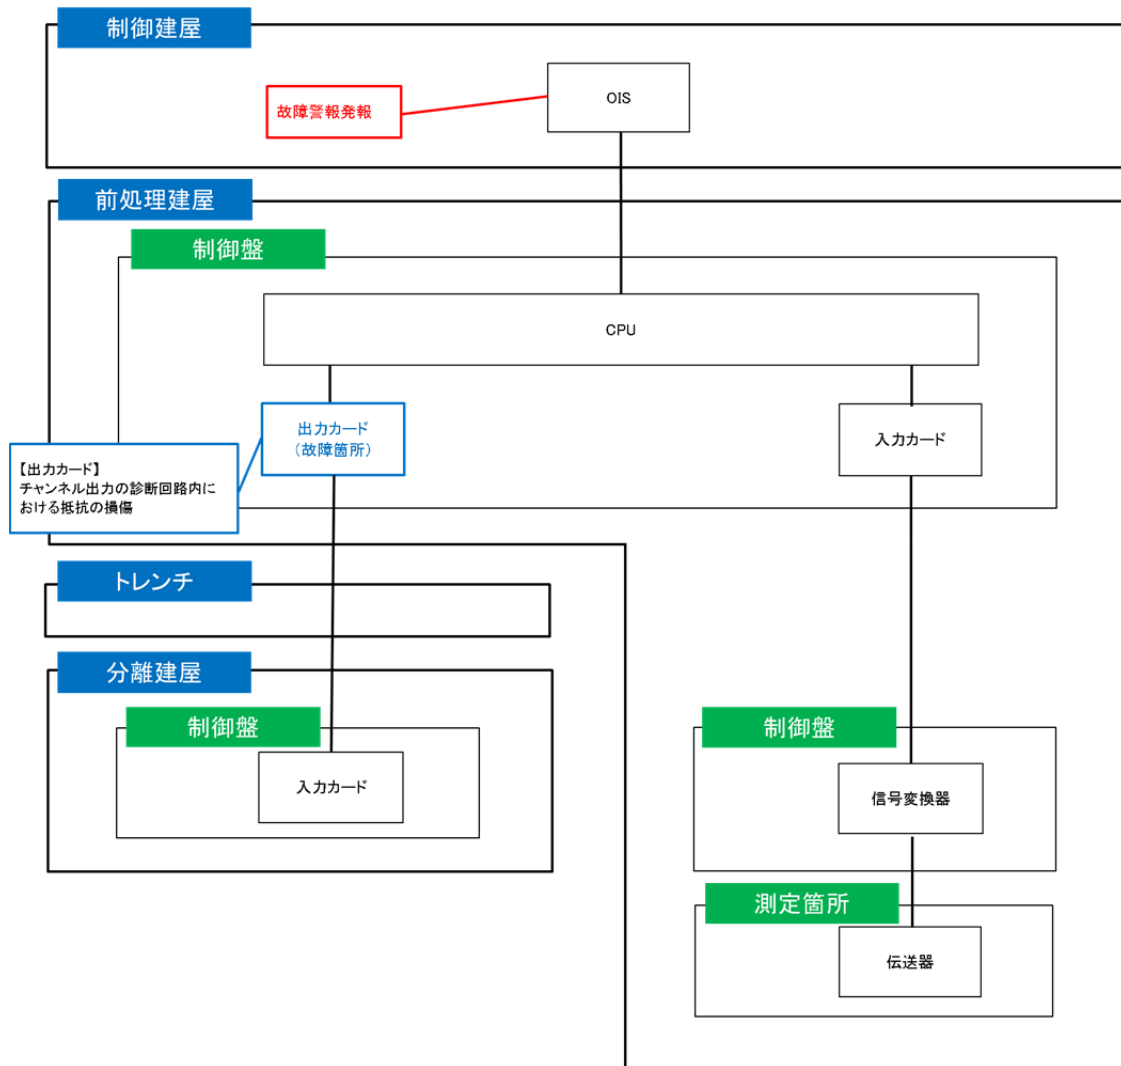 制御建屋
OIS
故障警報発報
前処理建屋
制御盤
CPU
出力カード
（故障箇所）
入力カード
【出力カード】
チャンネル出力の診断回路内に
おける抵抗の損傷
トレンチ
分離建屋
制御盤
入力カード
制御盤
信号変換器
測定箇所
伝送器